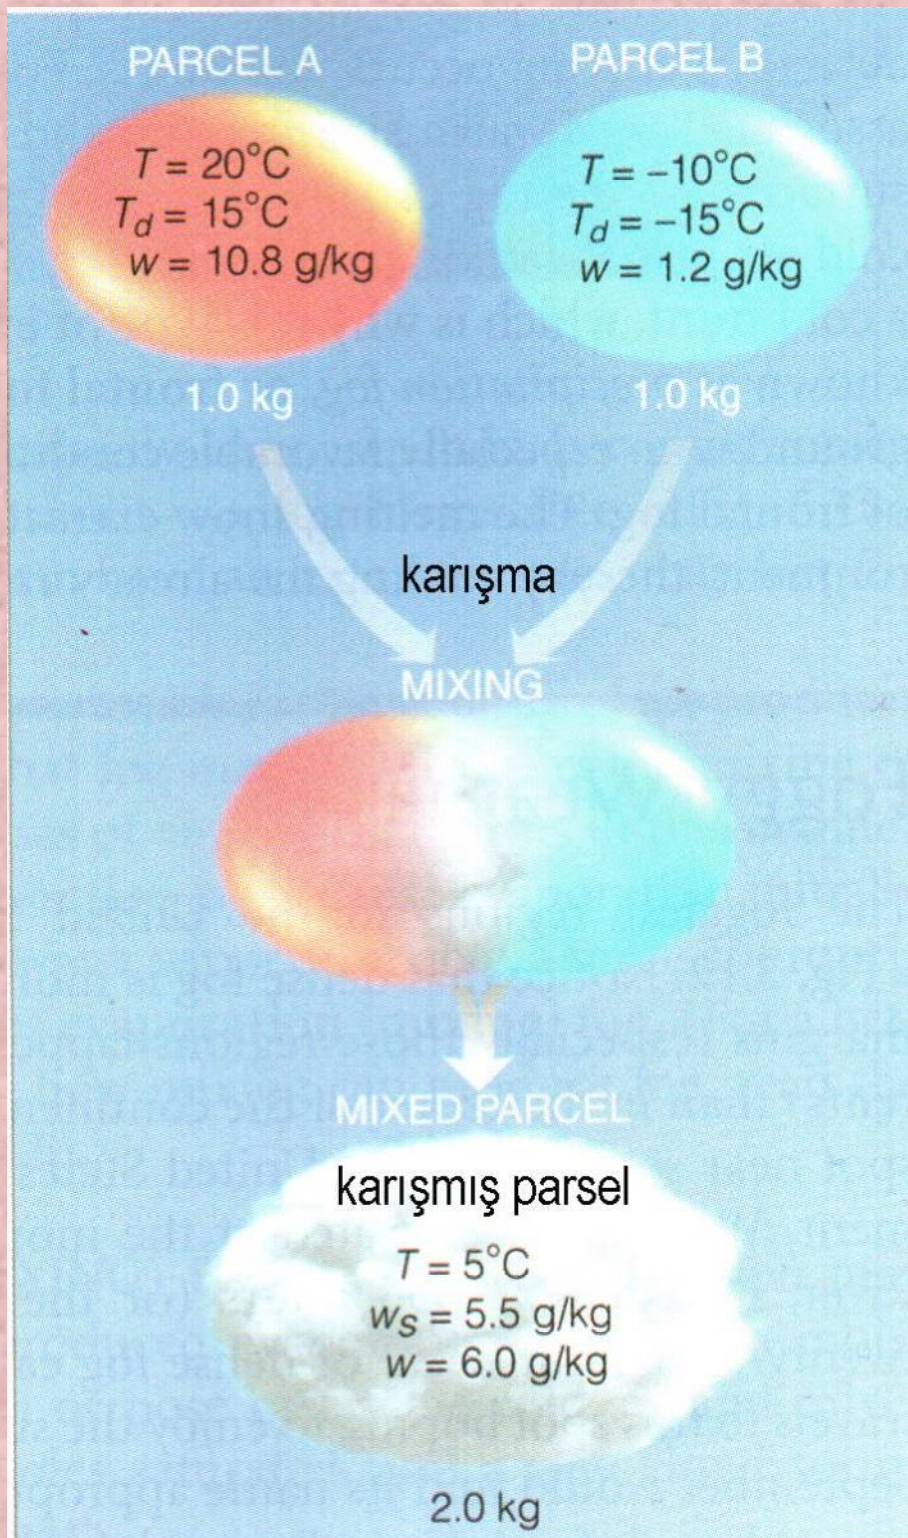 PARCEL A
PARCEL B
T = 20°C
T_d = 15°C
w = 10.8 g/kg
T = –10°C
T_d = –15°C
w = 1.2 g/kg
1.0 kg
1.0 kg
karışma
MIXING
MIXED PARCEL
karışmış parsel
T = 5°C
w_S = 5.5 g/kg
w = 6.0 g/kg
2.0 kg